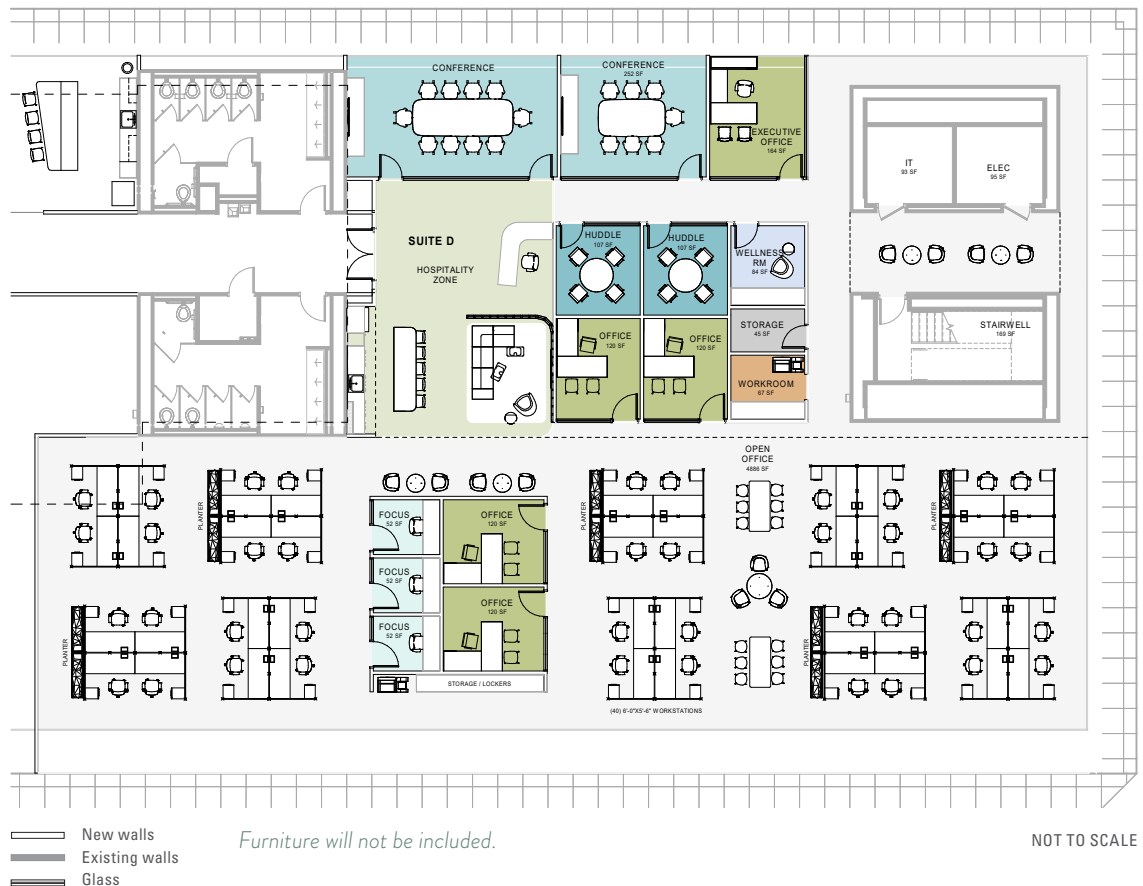 CONFERENCE
CONFERENCE
252 SF
EXECUTIVE
OFFICE
164 SF
IT
93 SF
ELEC
95 SF
SUITE D
HOSPITALITY
ZONE
HUDDLE
107 SF
HUDDLE
107 SF
WELLNESS
RM
84 SF
OFFICE
120 SF
OFFICE
120 SF
STORAGE
45 SF
WORKROOM
67 SF
STAIRWELL
169 SF
OPEN
OFFICE
4886 SF
PLANTER
FOCUS
52 SF
OFFICE
120 SF
PLANTER
PLANTER
FOCUS
52 SF
OFFICE
120 SF
PLANTER
FOCUS
52 SF
PLANTER
STORAGE / LOCKERS
(40) 6'-0"X5'-6" WORKSTATIONS
New walls
Existing walls
Glass
Furniture will not be included.
NOT TO SCALE